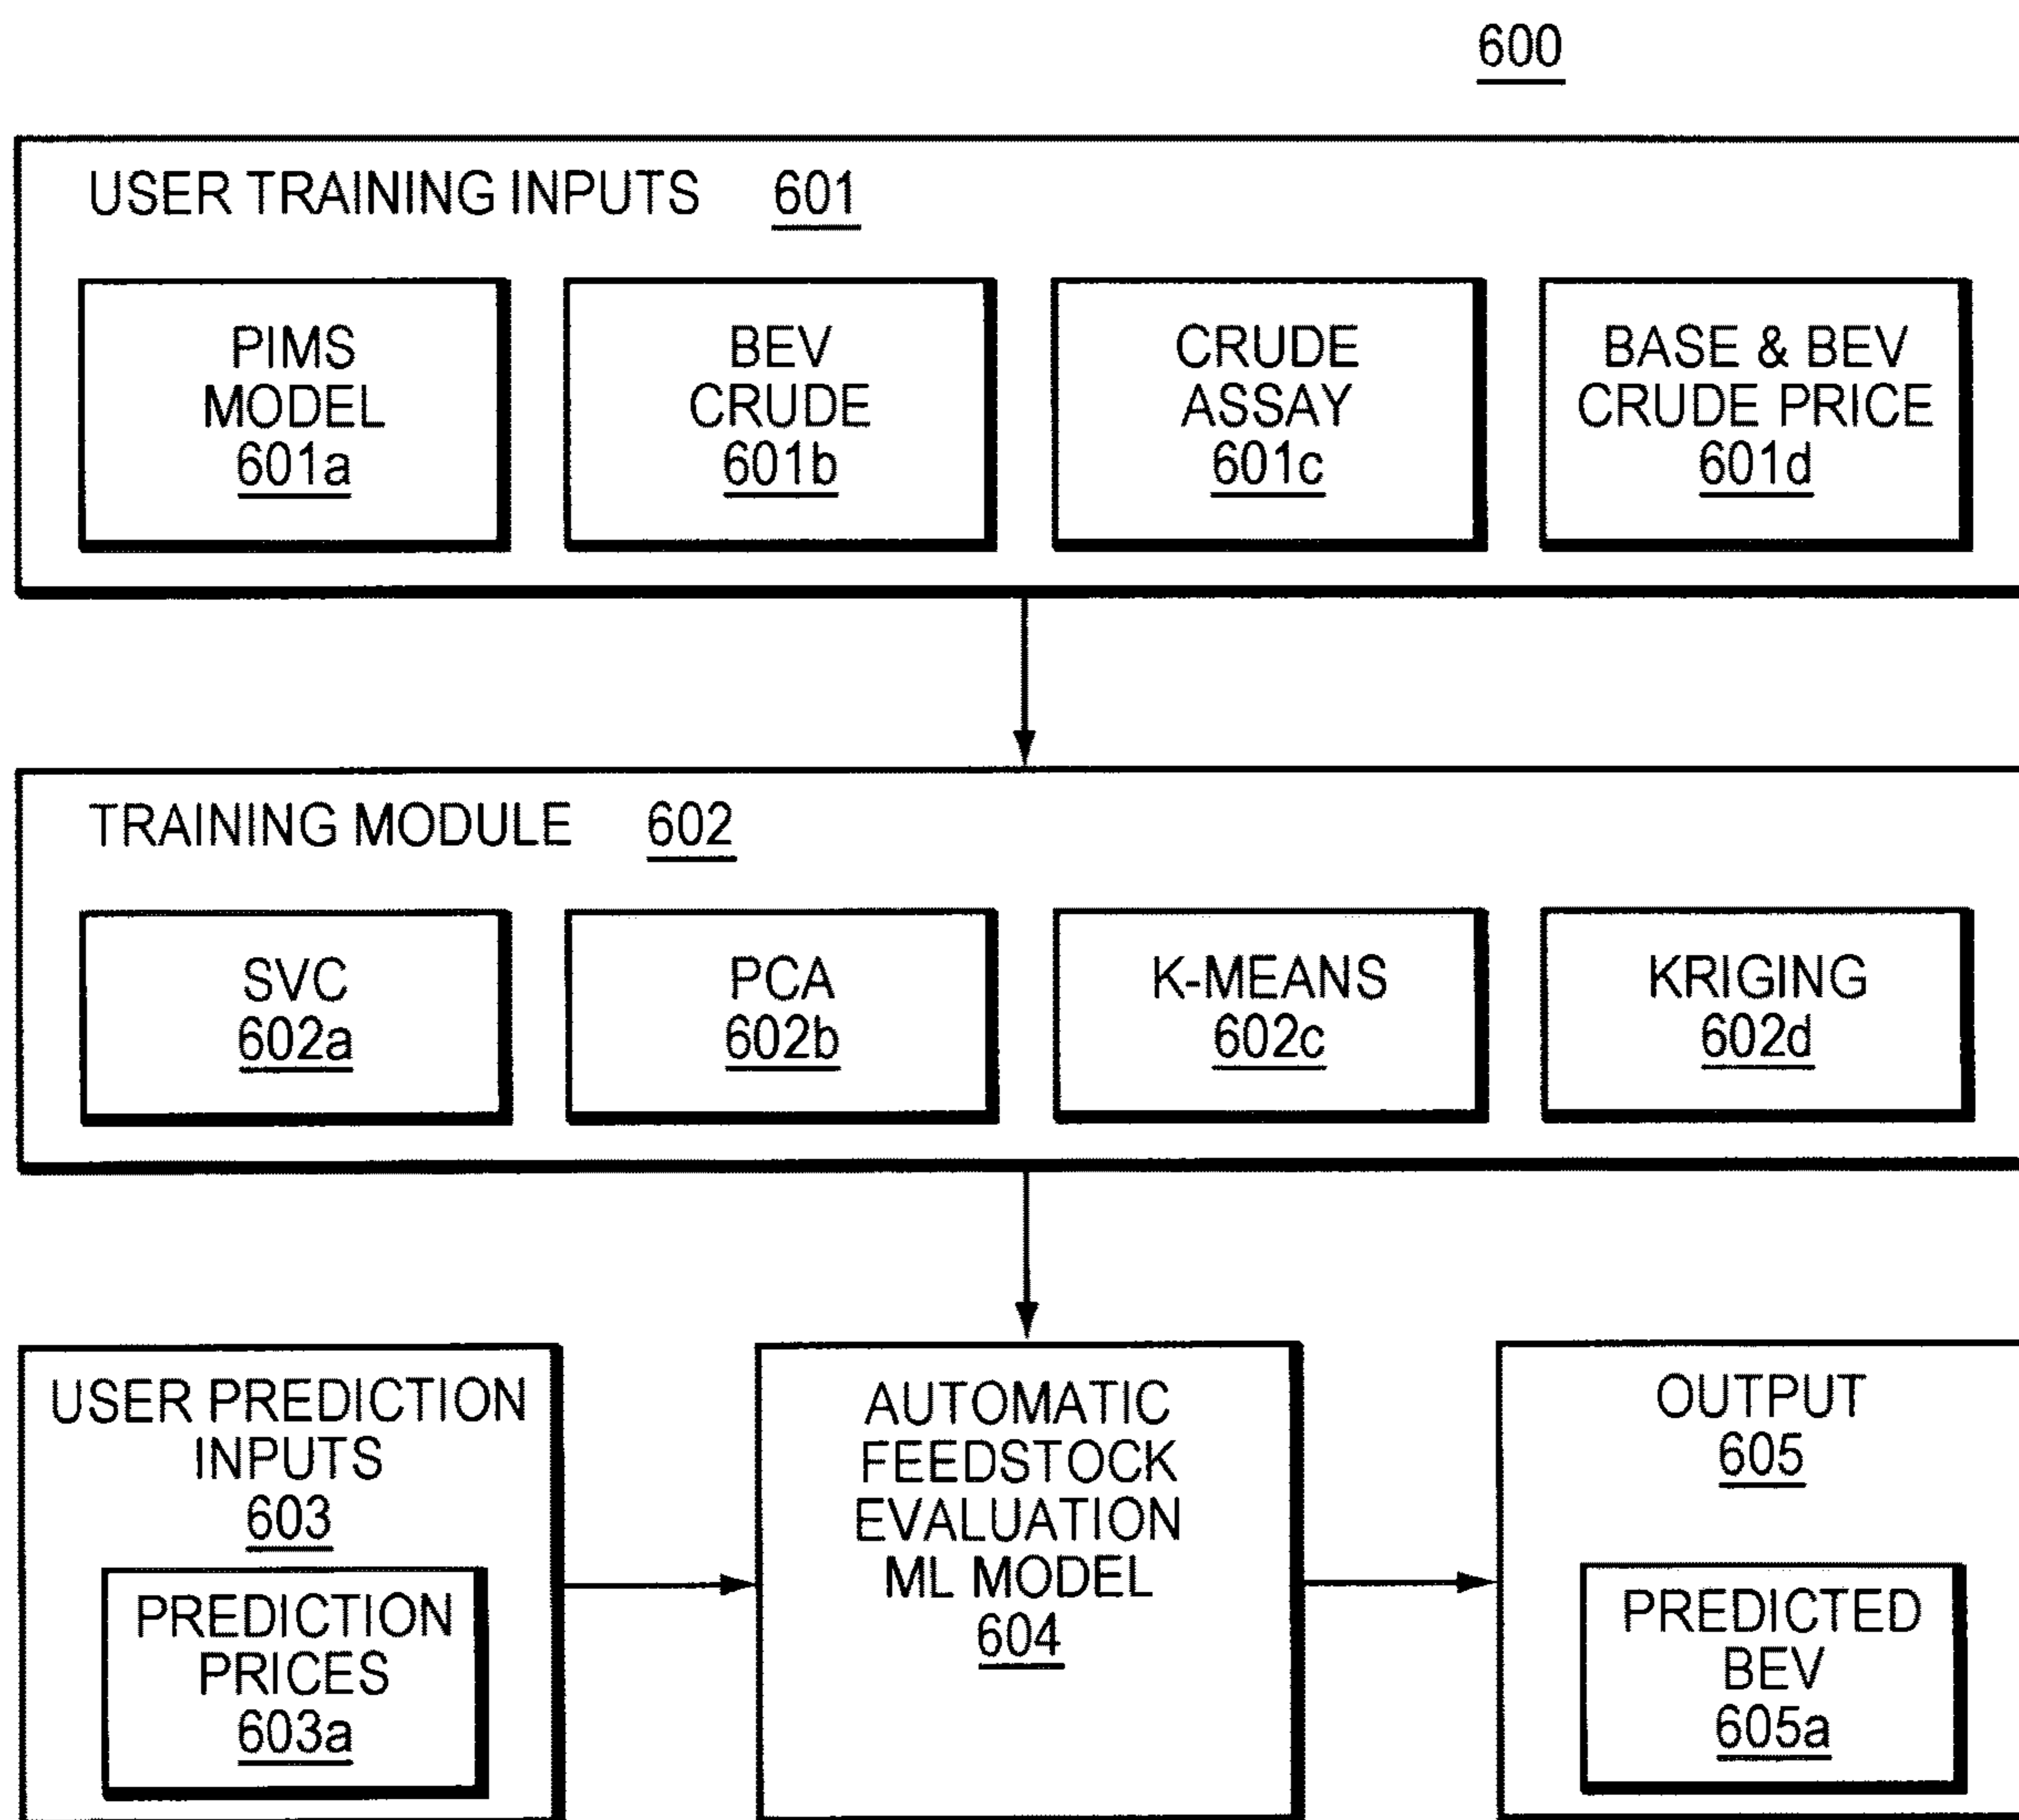 600
USER TRAINING INPUTS 601
PIMS
MODEL
601a
BEV
CRUDE
601b
CRUDE
ASSAY
601c
BASE & BEV
CRUDE PRICE
601d
TRAINING MODULE 602
SVC
602a
PCA
602b
K-MEANS
602c
KRIGING
602d
USER PREDICTION
INPUTS
603
PREDICTION
PRICES
603a
AUTOMATIC
FEEDSTOCK
EVALUATION
ML MODEL
604
OUTPUT
605
PREDICTED
BEV
605a